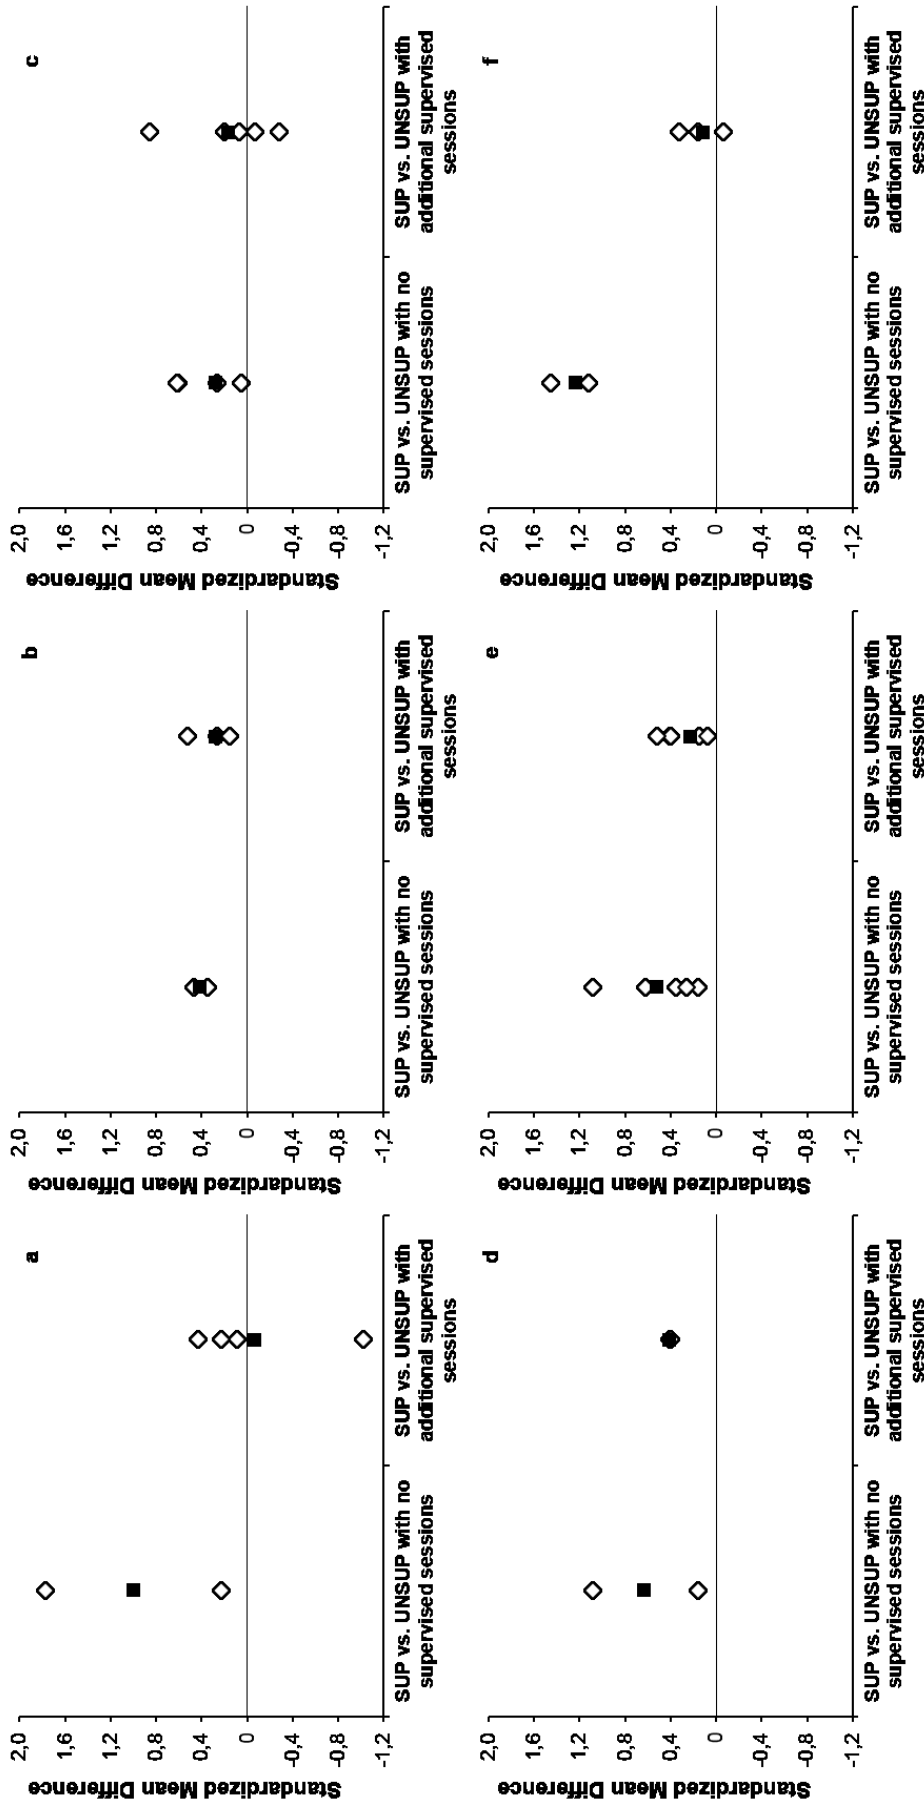 a
Standardized Mean Difference
2,0
1,6
1,2
0,8
0,4
0
-0,4
-0,8
-1,2
SUP vs. UNSUP with no
supervised sessions
SUP vs. UNSUP with
additional supervised
sessions
b
Standardized Mean Difference
2,0
1,6
1,2
0,8
0,4
0
-0,4
-0,8
-1,2
SUP vs. UNSUP with no
supervised sessions
SUP vs. UNSUP with
additional supervised
sessions
c
Standardized Mean Difference
2,0
1,6
1,2
0,8
0,4
0
-0,4
-0,8
-1,2
SUP vs. UNSUP with no
supervised sessions
SUP vs. UNSUP with
additional supervised
sessions
d
Standardized Mean Difference
2,0
1,6
1,2
0,8
0,4
0
-0,4
-0,8
-1,2
SUP vs. UNSUP with no
supervised sessions
SUP vs. UNSUP with
additional supervised
sessions
e
Standardized Mean Difference
2,0
1,6
1,2
0,8
0,4
0
-0,4
-0,8
-1,2
SUP vs. UNSUP with no
supervised sessions
SUP vs. UNSUP with
additional supervised
sessions
f
Standardized Mean Difference
2,0
1,6
1,2
0,8
0,4
0
-0,4
-0,8
-1,2
SUP vs. UNSUP with no
supervised sessions
SUP vs. UNSUP with
additional supervised
sessions